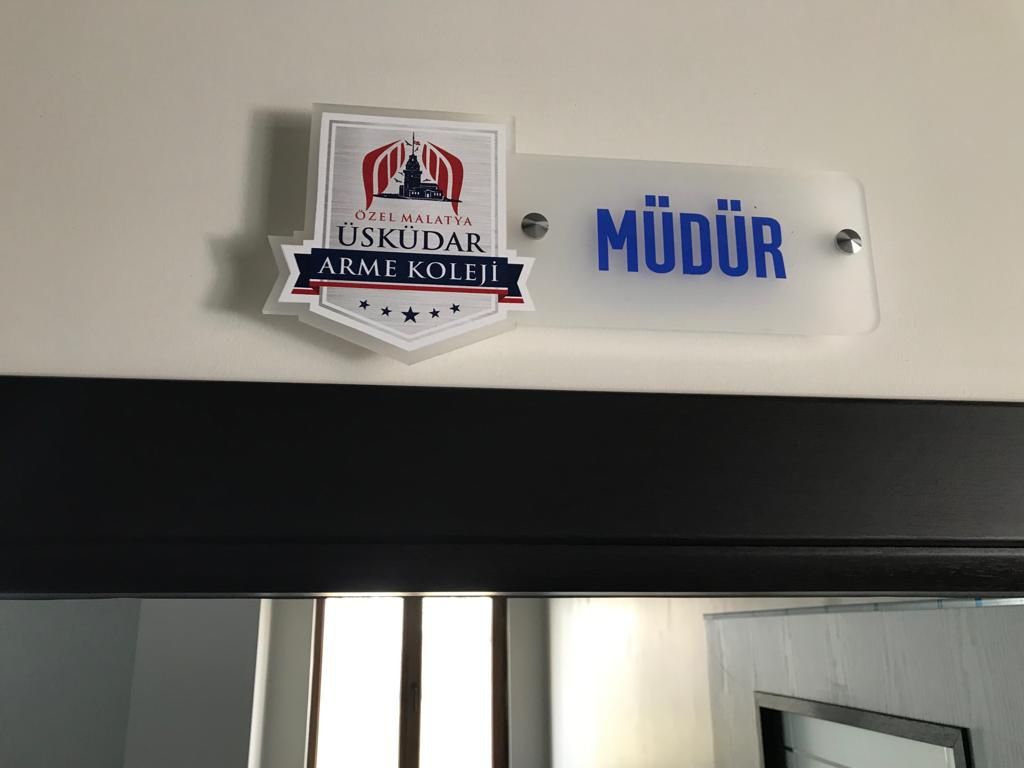 ÖZEL MALATYA
ÜSKÜDAR
ARME KOLEJİ
MÜDÜR